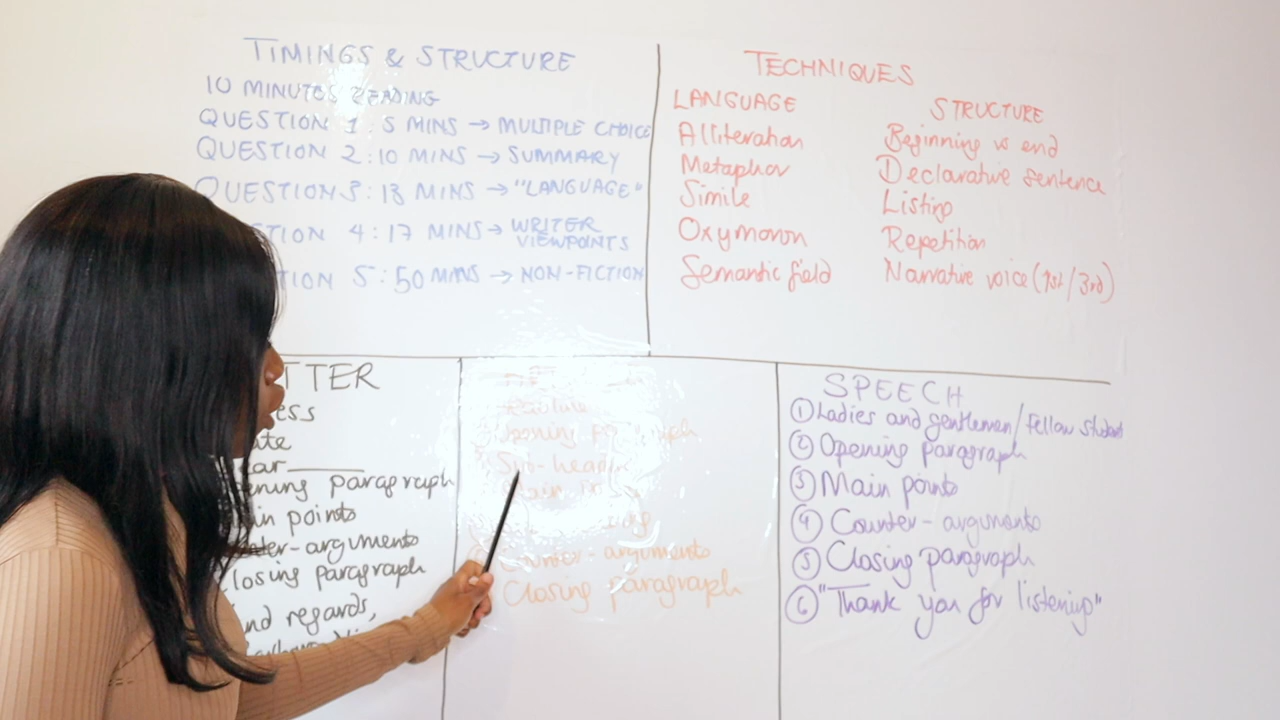 TIMINGS & STRUCTURE
10 MINUTES READING
QUESTION 1: 5 MINS → MULTIPLE CHOICE
QUESTION 2: 10 MINS → SUMMARY
QUESTION 3: 13 MINS → "LANGUAGE"
4: 17 MINS → WRITER VIEWPOINTS
5: 50 MINS → NON-FICTION
TECHNIQUES
LANGUAGE
Alliteration
Metaphor
Simile
Oxymoron
Semantic field
STRUCTURE
Beginning vs end
Declarative sentence
Listing
Repetition
Narrative voice (1st/3rd)
TTER
ess
ate
ear
ening paragraph
points
ter-arguments
losing paragraph
nd regards,
Counter-arguments
Closing paragraph
SPEECH
① Ladies and gentlemen/Fellow students
② Opening paragraph
③ Main points
④ Counter-arguments
⑤ Closing paragraph
⑥ "Thank you for listening"